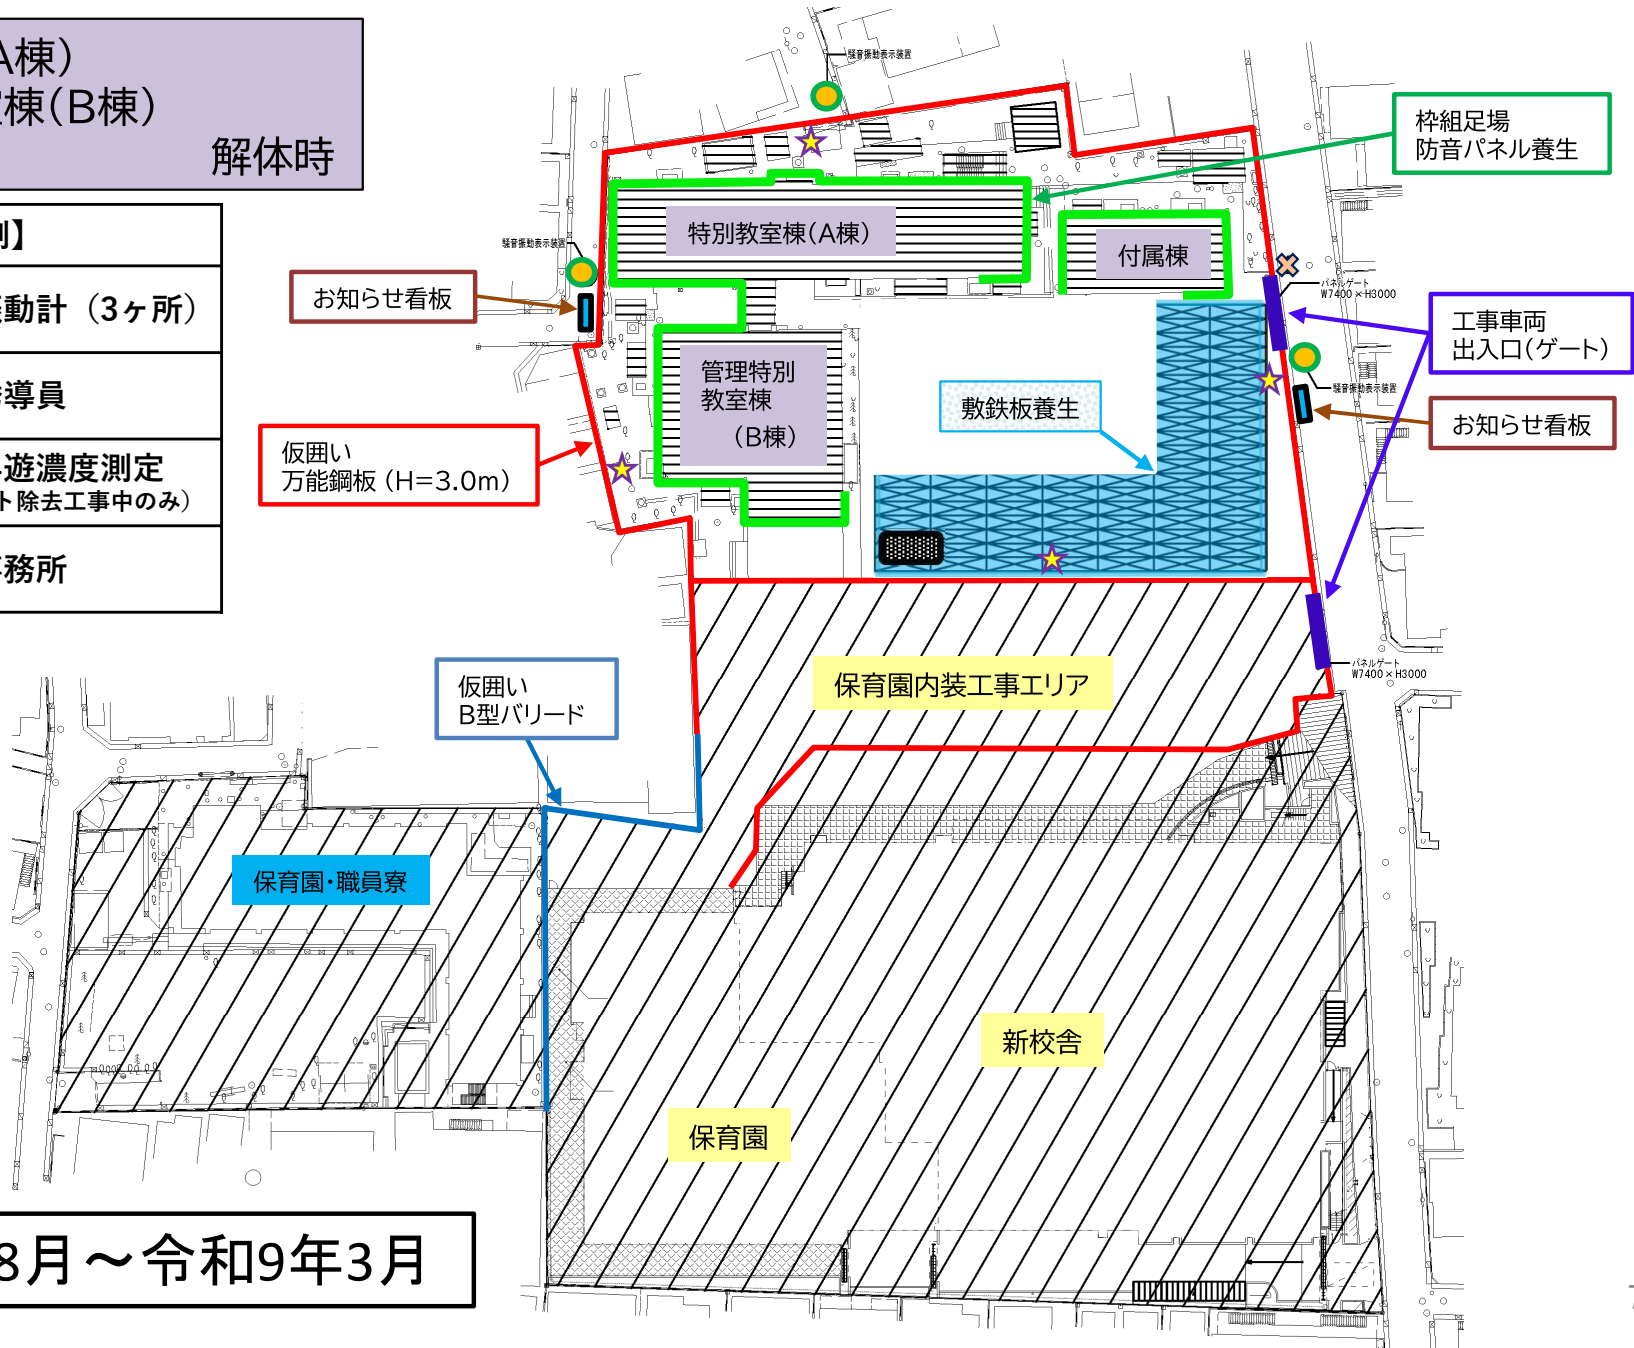 A棟）
棟（B棟）
解体時
】
動計（3ヶ所）
導員
遊濃度測定
ト除去工事中のみ）
務所
騒音振動表示装置
枠組足場
防音パネル養生
特別教室棟（A棟）
付属棟
騒音振動表示装置
お知らせ看板
パネルゲート
W7400×H3000
工事車両
出入口（ゲート）
管理特別
教室棟
（B棟）
敷鉄板養生
騒音振動表示装置
お知らせ看板
仮囲い
万能鋼板（H=3.0m）
パネルゲート
W7400×H3000
保育園内装工事エリア
仮囲い
B型バリード
保育園・職員寮
新校舎
保育園
8月～令和9年3月